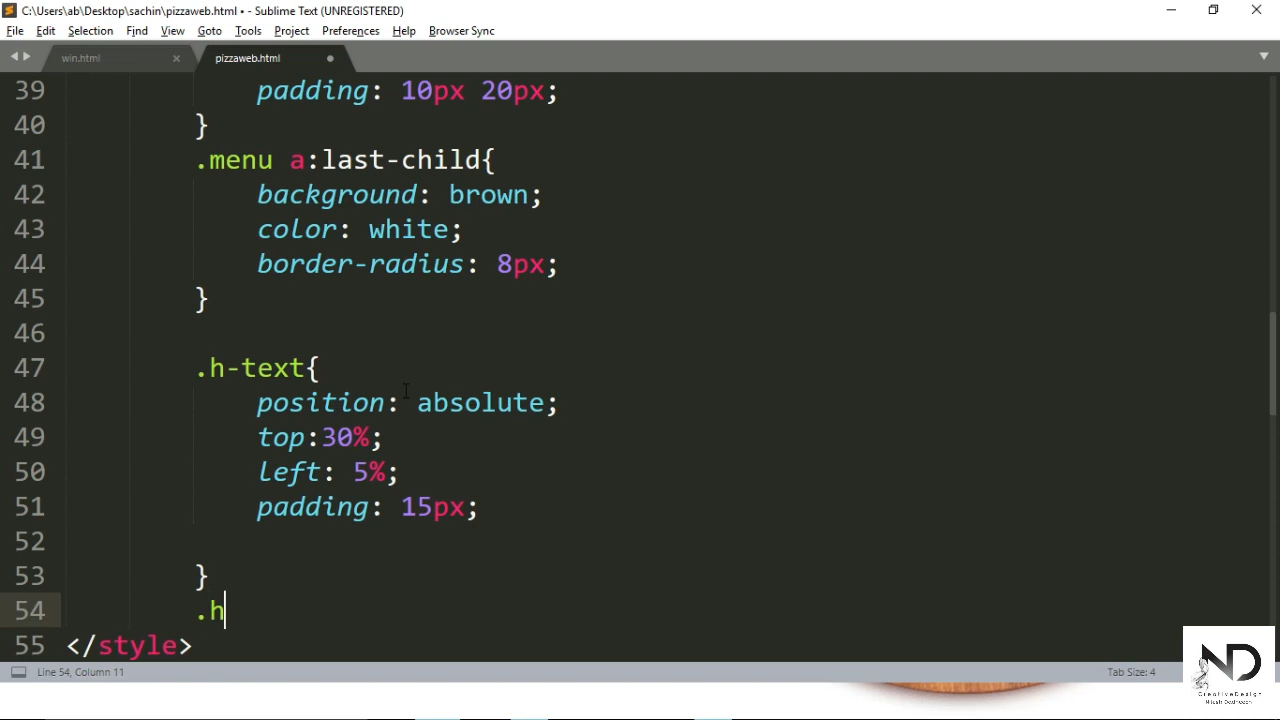 C:\Users\ab\Desktop\sachin\pizzaweb.html • - Sublime Text (UNREGISTERED)
File Edit Selection Find View Goto Tools Project Preferences Help Browser Sync
win.html pizzaweb.html
39 padding: 10px 20px;
40 }
41 .menu a:last-child{
42 background: brown;
43 color: white;
44 border-radius: 8px;
45 }
46
47 .h-text{
48 position: absolute;
49 top:30%;
50 left: 5%;
51 padding: 15px;
52
53 }
54 .h
55 </style>
Line 54, Column 11 Tab Size: 4
ND
CreativeDesign